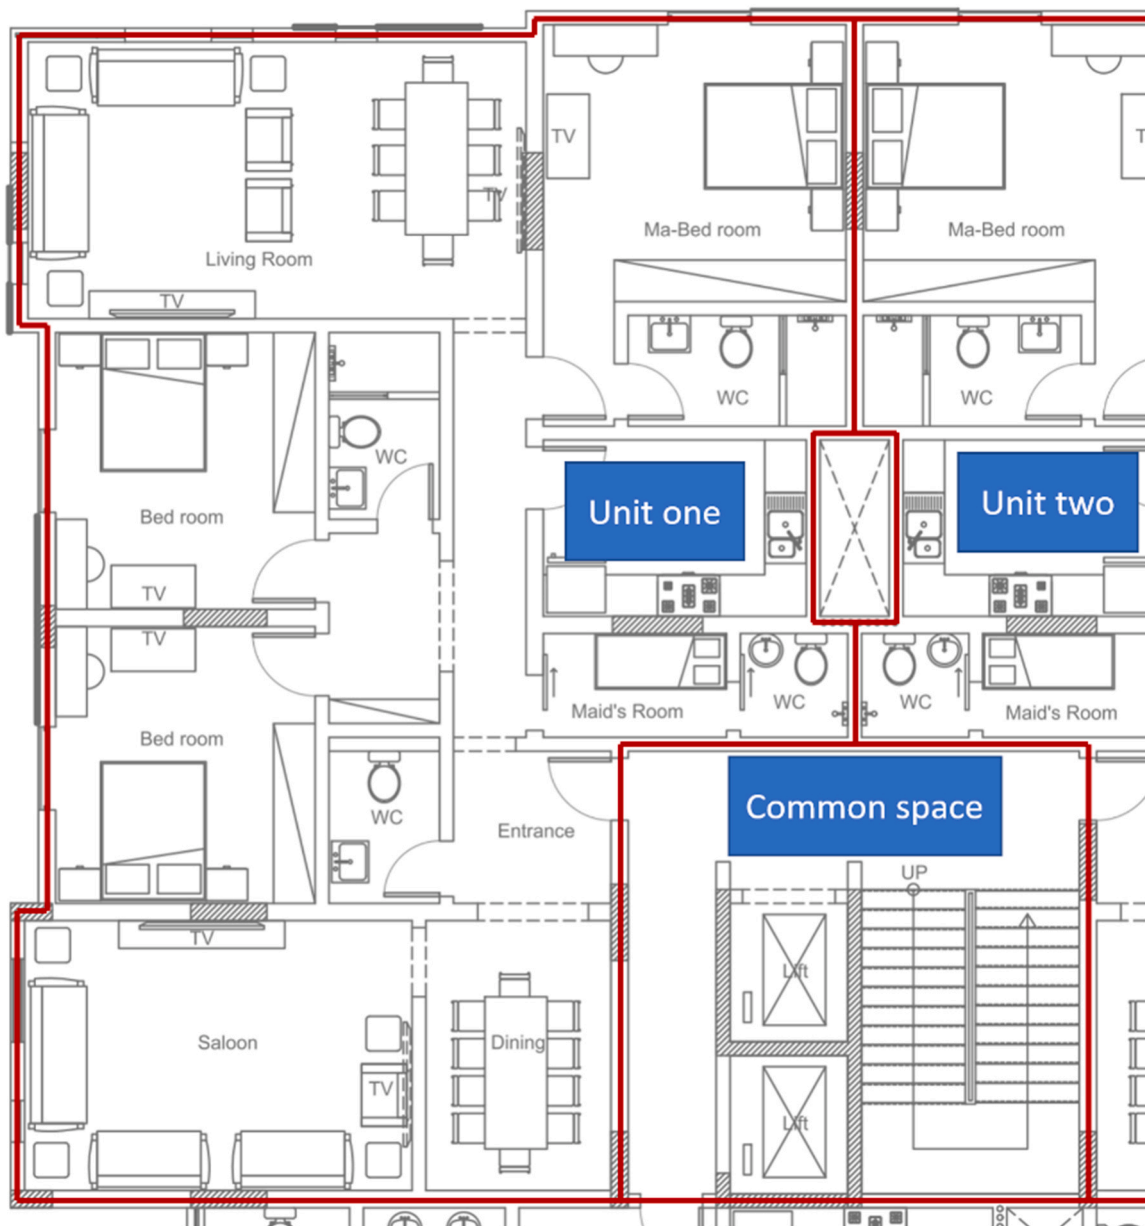 TV
TV
Ma-Bed room
Ma-Bed room
TV
Living Room
TV
WC
WC
WC
Unit one
Unit two
Bed room
TV
TV
WC
WC
Maid's Room
Maid's Room
Bed room
Common space
WC
Entrance
UP
TV
Lift
Saloon
Dining
TV
Lift